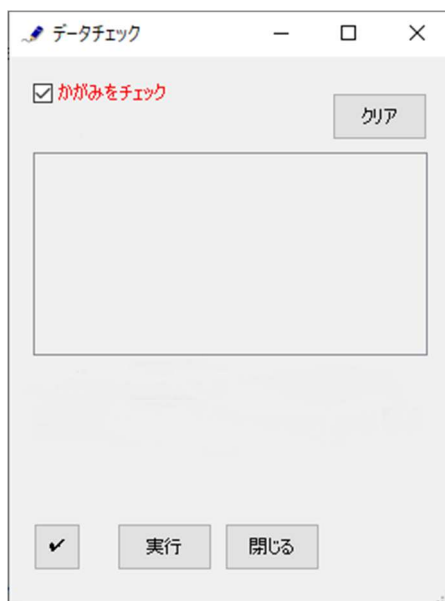 データチェック
かがみをチェック
クリア
✔
実行 閉じる